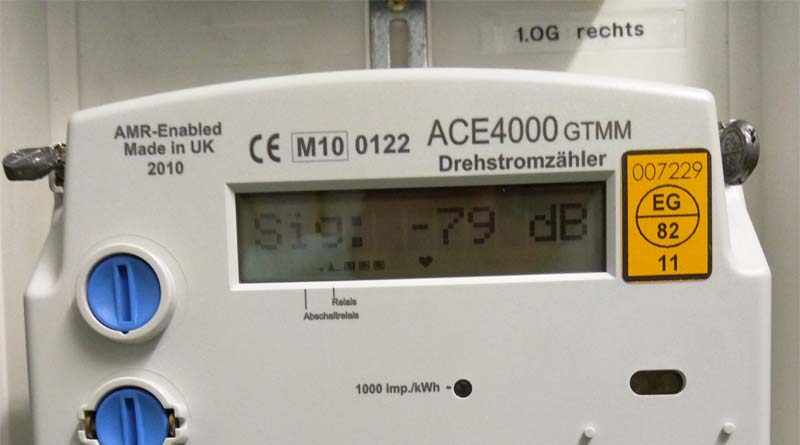 1.OG rechts
AMR-Enabled
Made in UK
2010
CE M10 0122
ACE4000 GTMM
Drehstromzähler
007229
EG
82
11
Sig: -79 dB
Relais
Abschaltrelais
1000 imp./kWh